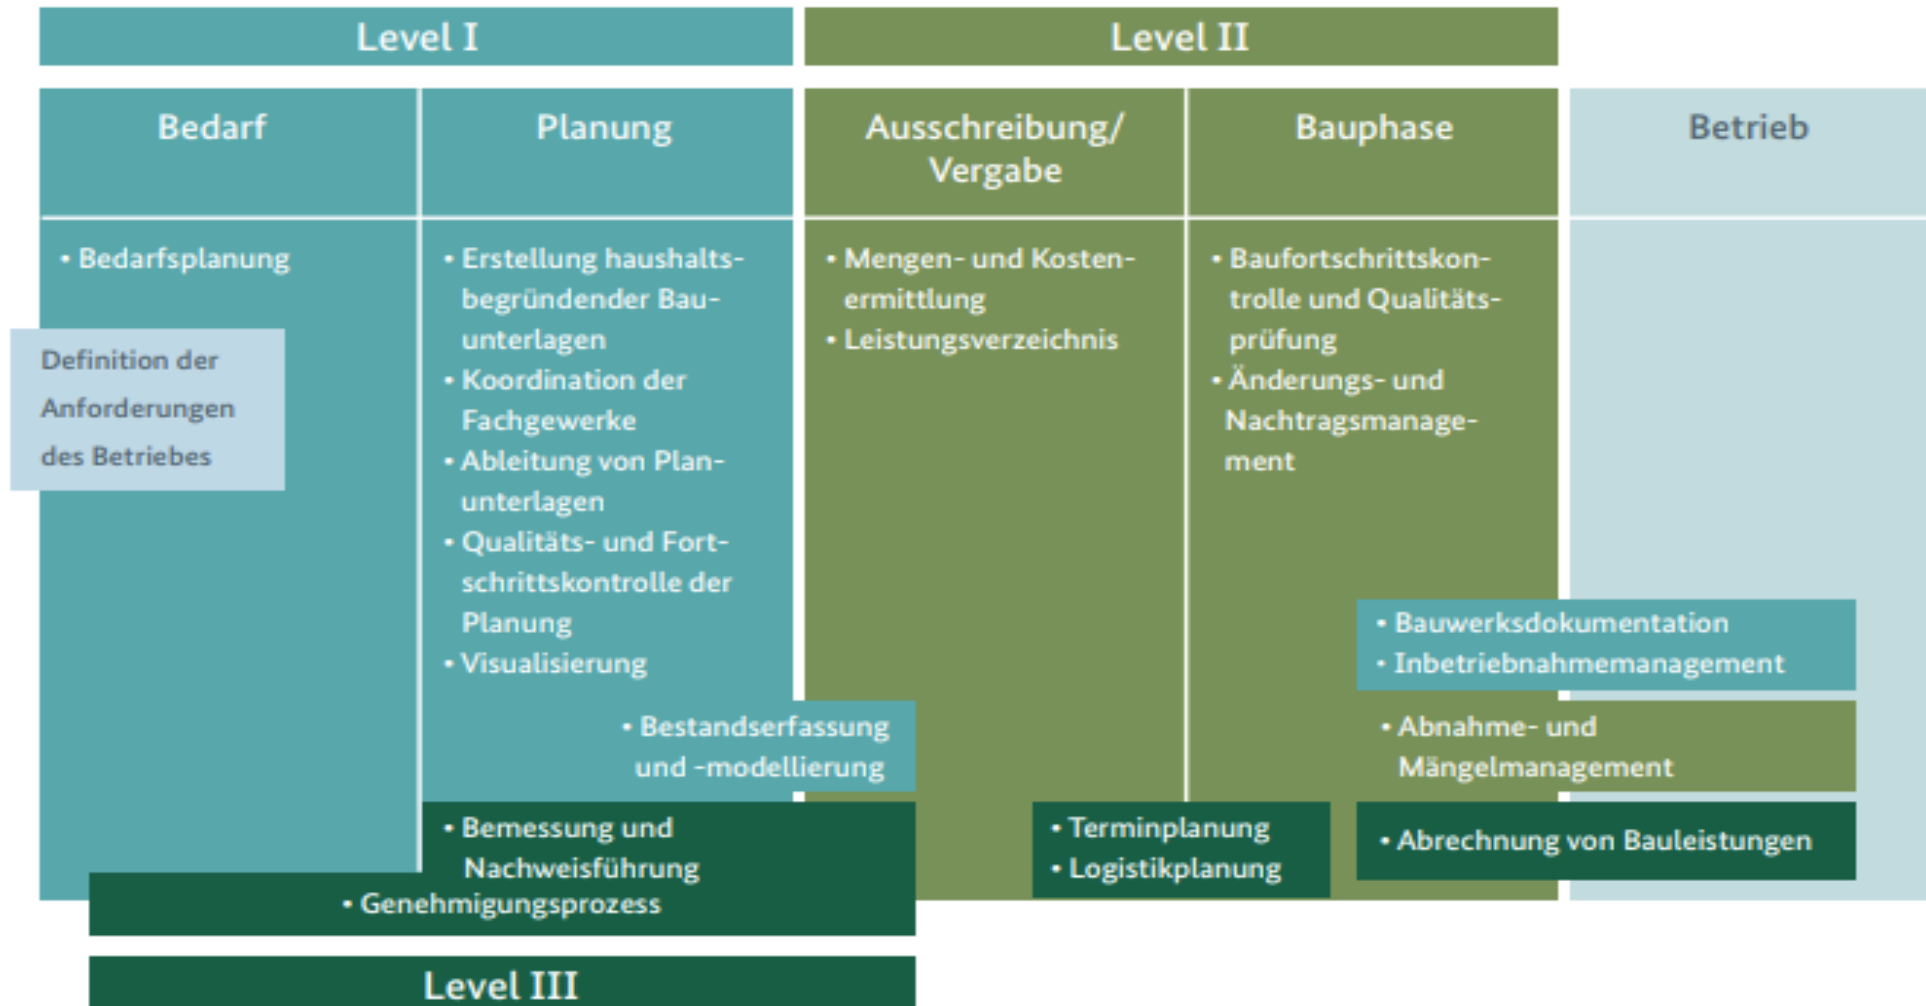 Level I
Level II
Bedarf
Planung
Ausschreibung/
Vergabe
Bauphase
Betrieb
• Bedarfsplanung
Definition der
Anforderungen
des Betriebes
• Erstellung haushalts-
begründender Bau-
unterlagen
• Koordination der
Fachgewerke
• Ableitung von Plan-
unterlagen
• Qualitäts- und Fort-
schrittskontrolle der
Planung
• Visualisierung
• Bestandserfassung
und -modellierung
• Bemessung und
Nachweisführung
• Genehmigungsprozess
• Mengen- und Kosten-
ermittlung
• Leistungsverzeichnis
• Terminplanung
• Logistikplanung
• Baufortschrittskon-
trolle und Qualitäts-
prüfung
• Änderungs- und
Nachtragsmanage-
ment
• Bauwerksdokumentation
• Inbetriebnahmemanagement
• Abnahme- und
Mängelmanagement
• Abrechnung von Bauleistungen
Level III